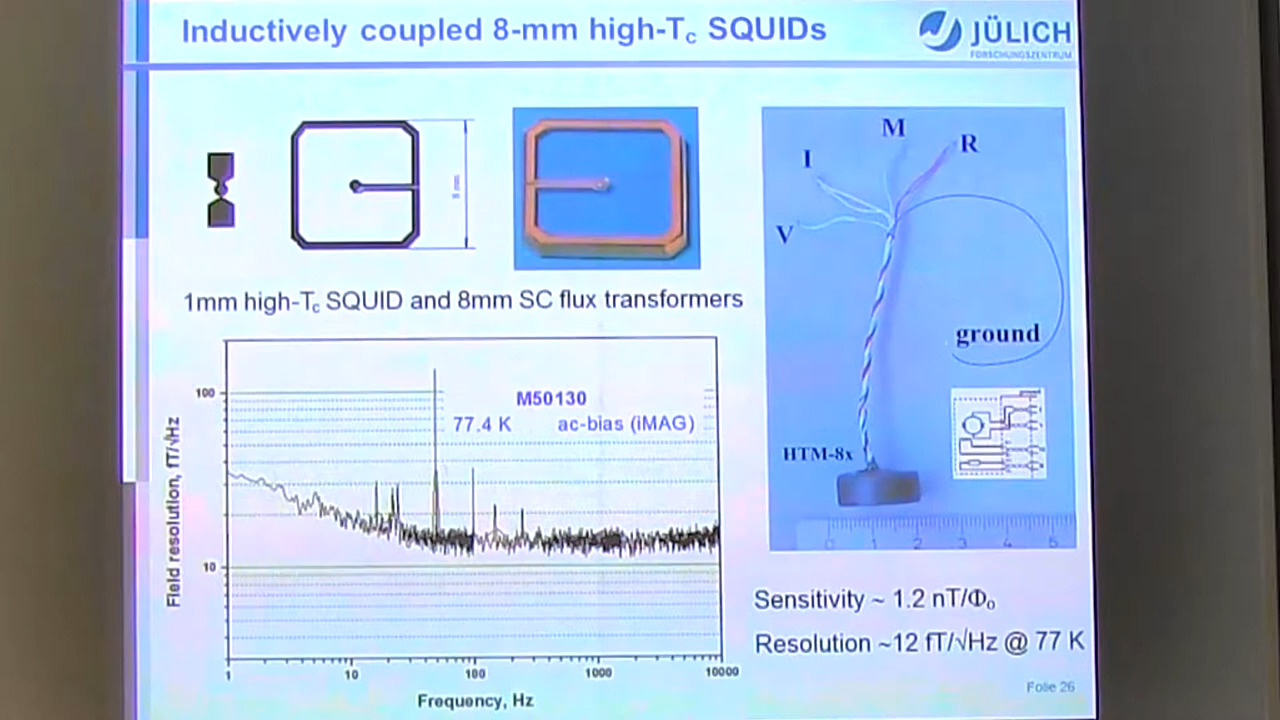 Inductively coupled 8-mm high-Tc SQUIDs
JÜLICH
FORSCHUNGSZENTRUM
8 mm
1mm high-Tc SQUID and 8mm SC flux transformers
I
M
R
V
ground
HTM-8x
0 1 2 3 4 5
Field resolution, fT/√Hz
100
10
M50130
77.4 K ac-bias (iMAG)
1 10 100 1000 10000
Frequency, Hz
Sensitivity ~ 1.2 nT/Φo
Resolution ~12 fT/√Hz @ 77 K
Folie 26